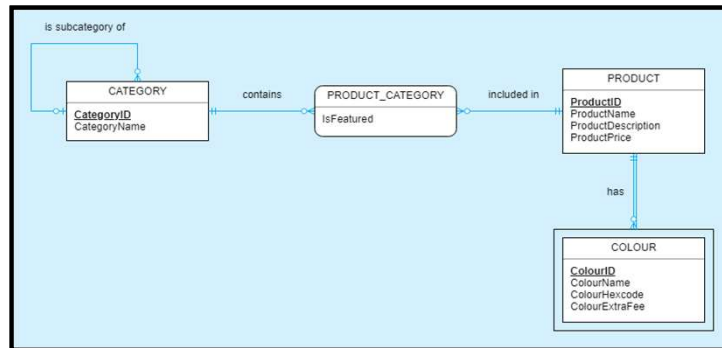 is subcategory of
CATEGORY
CategoryID
CategoryName
contains
PRODUCT_CATEGORY
IsFeatured
included in
PRODUCT
ProductID
ProductName
ProductDescription
ProductPrice
has
COLOUR
ColourID
ColourName
ColourHexcode
ColourExtraFee